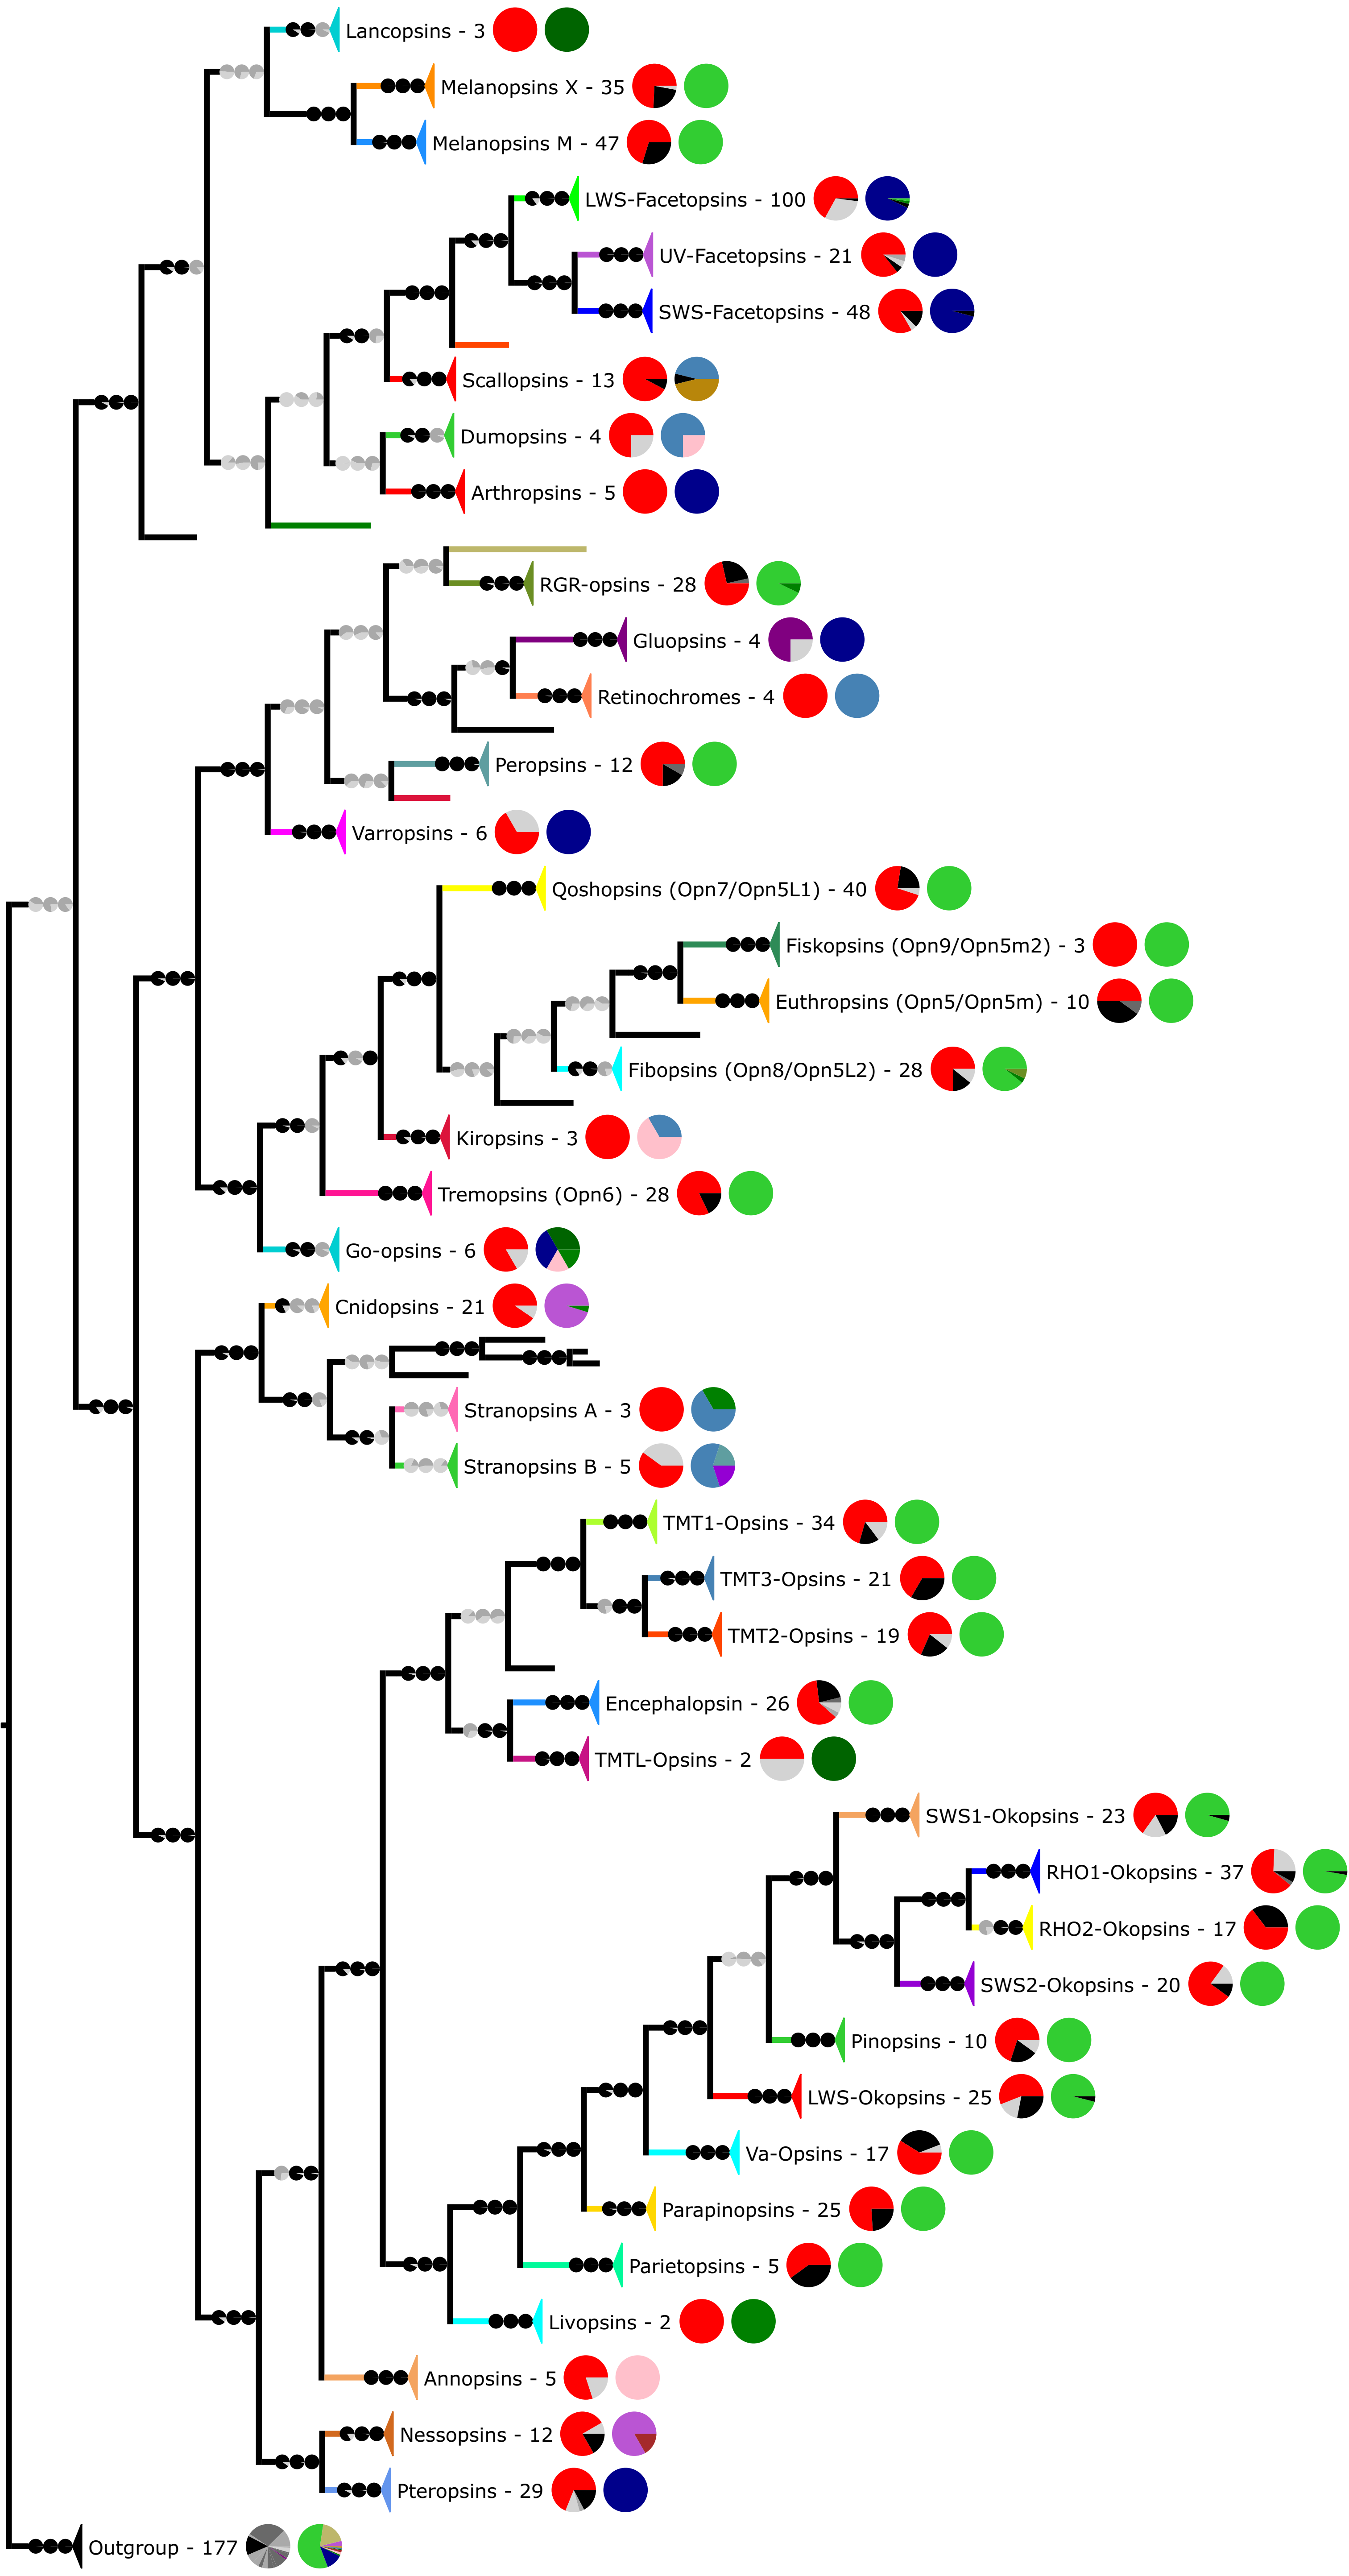 Lancopsins - 3
Melanopsins X - 35
Melanopsins M - 47
LWS-Facetopsins - 100
UV-Facetopsins - 21
SWS-Facetopsins - 48
Scallopsins - 13
Dumopsins - 4
Arthropsins - 5
RGR-opsins - 28
Gluopsins - 4
Retinochromes - 4
Peropsins - 12
Varropsins - 6
Qoshopsins (Opn7/Opn5L1) - 40
Fiskopsins (Opn9/Opn5m2) - 3
Euthropsins (Opn5/Opn5m) - 10
Fibopsins (Opn8/Opn5L2) - 28
Kiropsins - 3
Tremopsins (Opn6) - 28
Go-opsins - 6
Cnidopsins - 21
Stranopsins A - 3
Stranopsins B - 5
TMT1-Opsins - 34
TMT3-Opsins - 21
TMT2-Opsins - 19
Encephalopsin - 26
TMTL-Opsins - 2
SWS1-Okopsins - 23
RHO1-Okopsins - 37
RHO2-Okopsins - 17
SWS2-Okopsins - 20
Pinopsins - 10
LWS-Okopsins - 25
Va-Opsins - 17
Parapinopsins - 25
Parietopsins - 5
Livopsins - 2
Annopsins - 5
Nessopsins - 12
Pteropsins - 29
Outgroup - 177